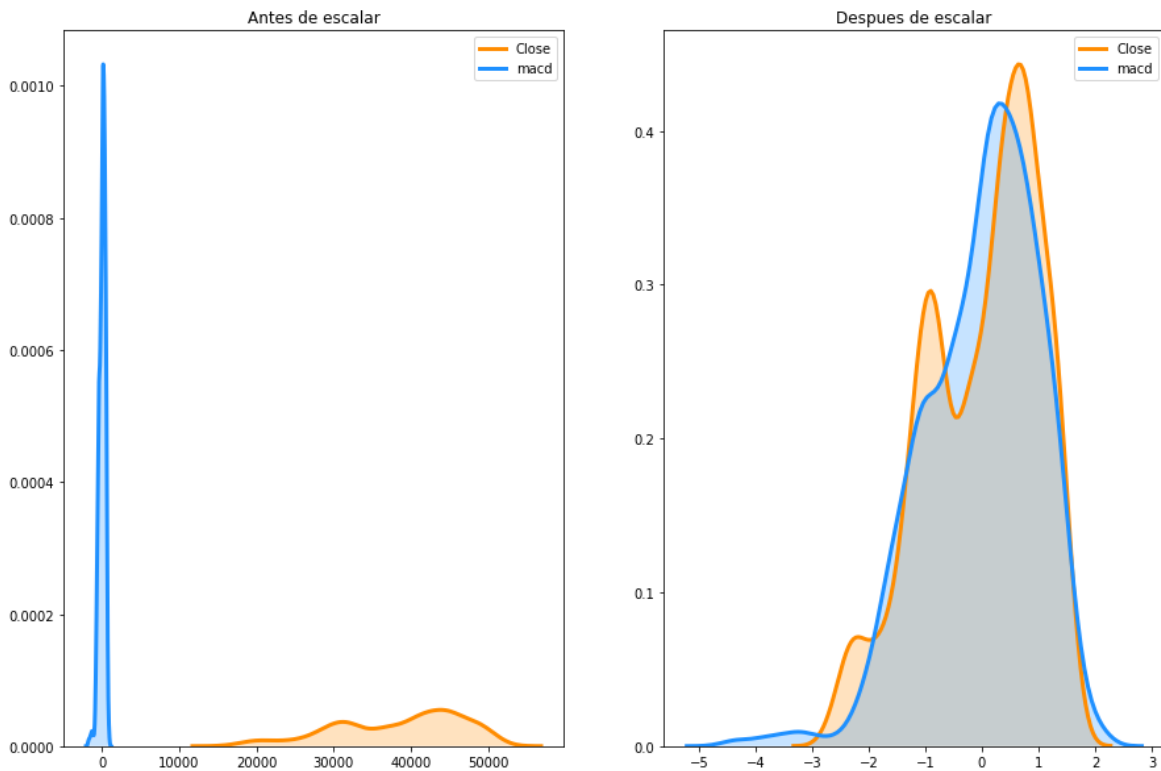 Antes de escalar
Close
macd
0.0010
0.0008
0.0006
0.0004
0.0002
0.0000
0 10000 20000 30000 40000 50000
Despues de escalar
Close
macd
0.4
0.3
0.2
0.1
0.0
−5 −4 −3 −2 −1 0 1 2 3